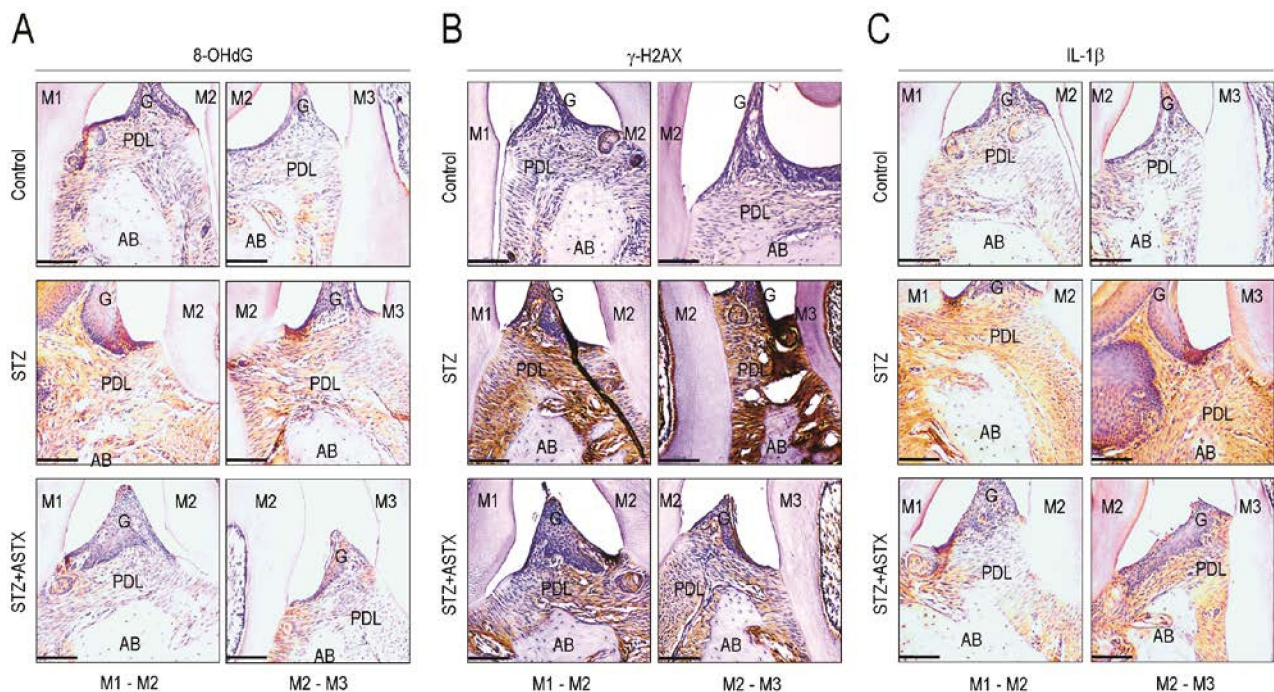 A
8-OHdG
B
γ-H2AX
C
IL-1β
Control
M1 G M2
PDL
AB
M2 G M3
PDL
AB
Control
M1 G M2
PDL
AB
M2 G
PDL
AB
Control
M1 G M2
PDL
AB
M2 G M3
PDL
AB
STZ
M1 G M2
PDL
AB
M2 G M3
PDL
AB
STZ
M1 G M2
PDL
AB
M2 G M3
PDL
AB
STZ
M1 G M2
PDL
AB
M2 G M3
PDL
AB
STZ+ASTX
M1 G M2
PDL
AB
M2 G M3
PDL
AB
STZ+ASTX
M1 G M2
PDL
AB
M2 G M3
PDL
AB
STZ+ASTX
M1 G M2
PDL
AB
M2 G M3
PDL
AB
M1 - M2
M2 - M3
M1 - M2
M2 - M3
M1 - M2
M2 - M3